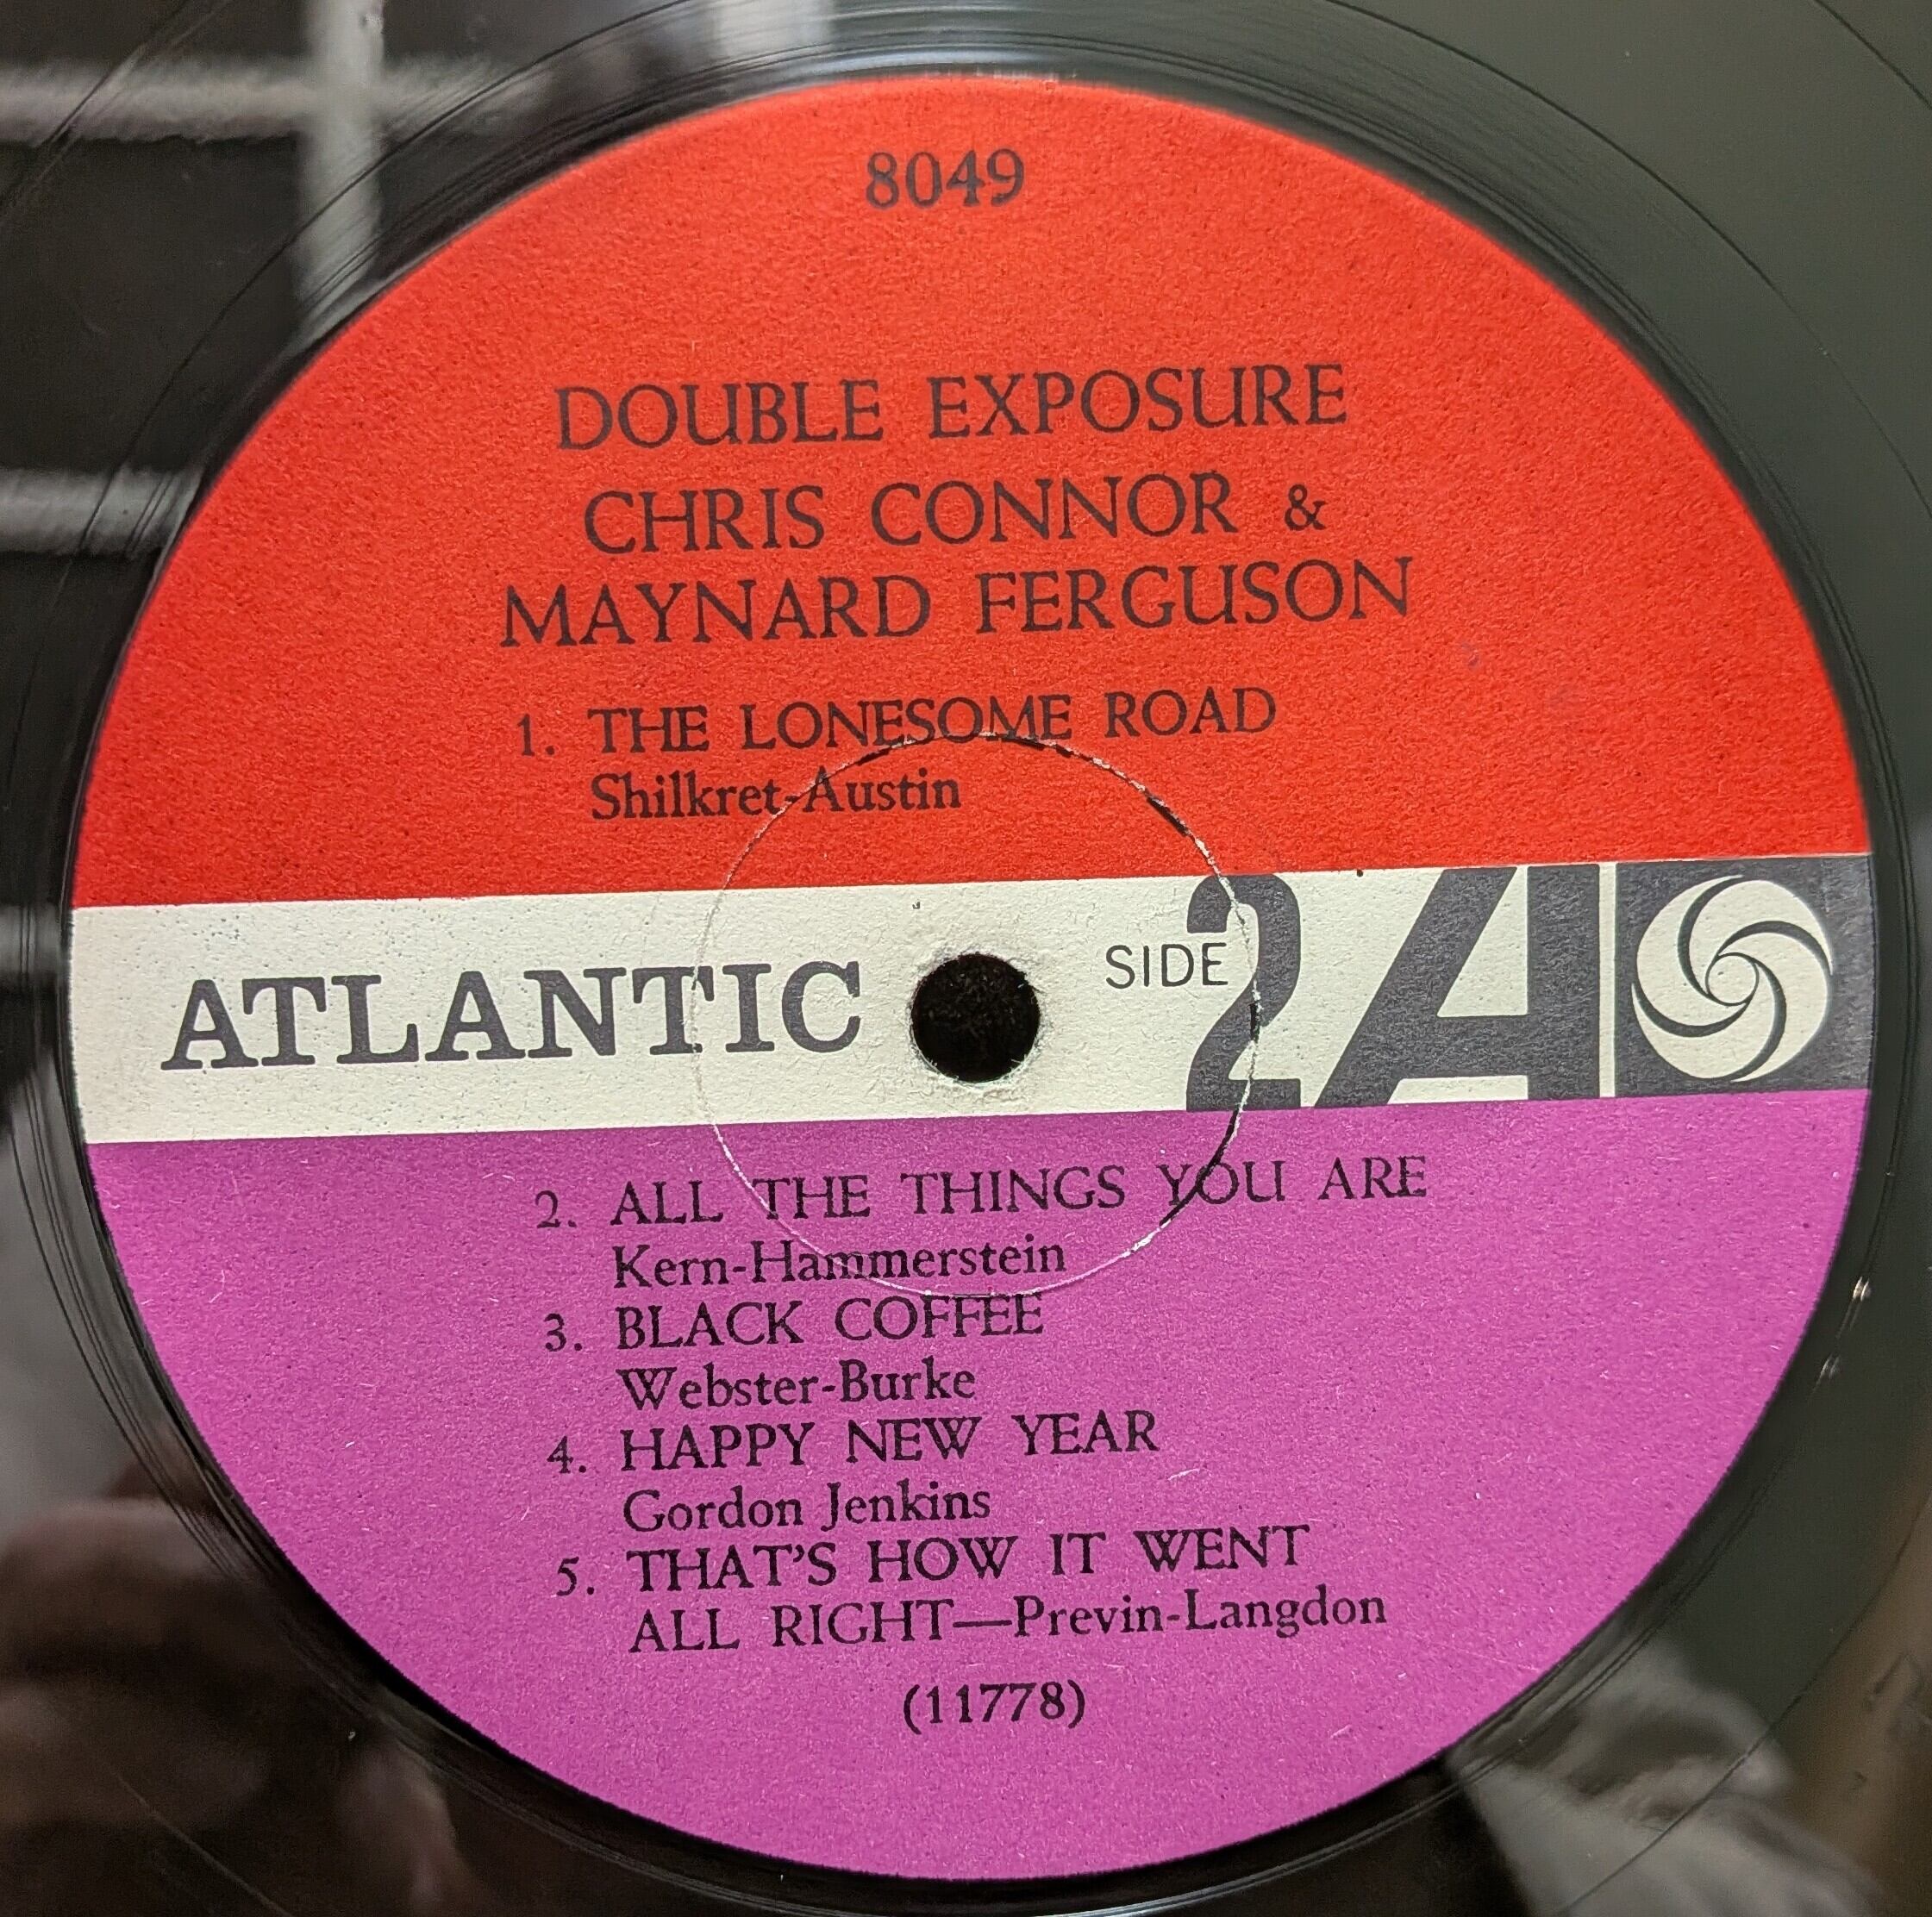 8049
DOUBLE EXPOSURE
CHRIS CONNOR &
MAYNARD FERGUSON
1. THE LONESOME ROAD
Shilkret-Austin
ATLANTIC SIDE 2 A
2. ALL THE THINGS YOU ARE
Kern-Hammerstein
3. BLACK COFFEE
Webster-Burke
4. HAPPY NEW YEAR
Gordon Jenkins
5. THAT'S HOW IT WENT
ALL RIGHT—Previn-Langdon
(11778)